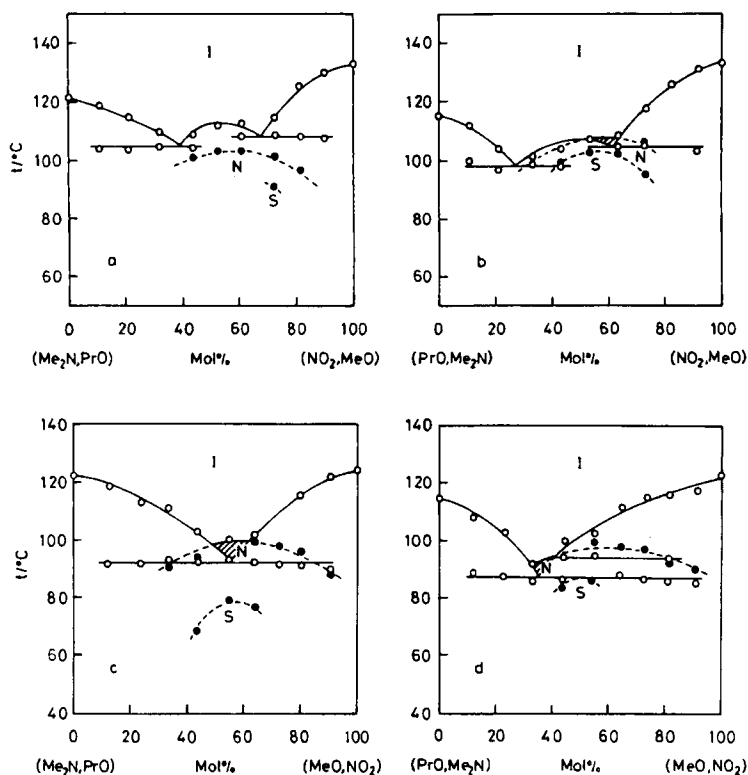 140
120
100
80
60
t/°C
I
N
S
a
0 20 40 60 80 100
(Me₂N,PrO) Mol% (NO₂,MeO)
140
120
100
80
60
I
S
N
b
0 20 40 60 80 100
(PrO,Me₂N) Mol% (NO₂,MeO)
140
120
100
80
60
40
t/°C
I
N
S
c
0 20 40 60 80 100
(Me₂N,PrO) Mol% (MeO,NO₂)
140
120
100
80
60
40
I
N
S
d
0 20 40 60 80 100
(PrO,Me₂N) Mol% (MeO,NO₂)